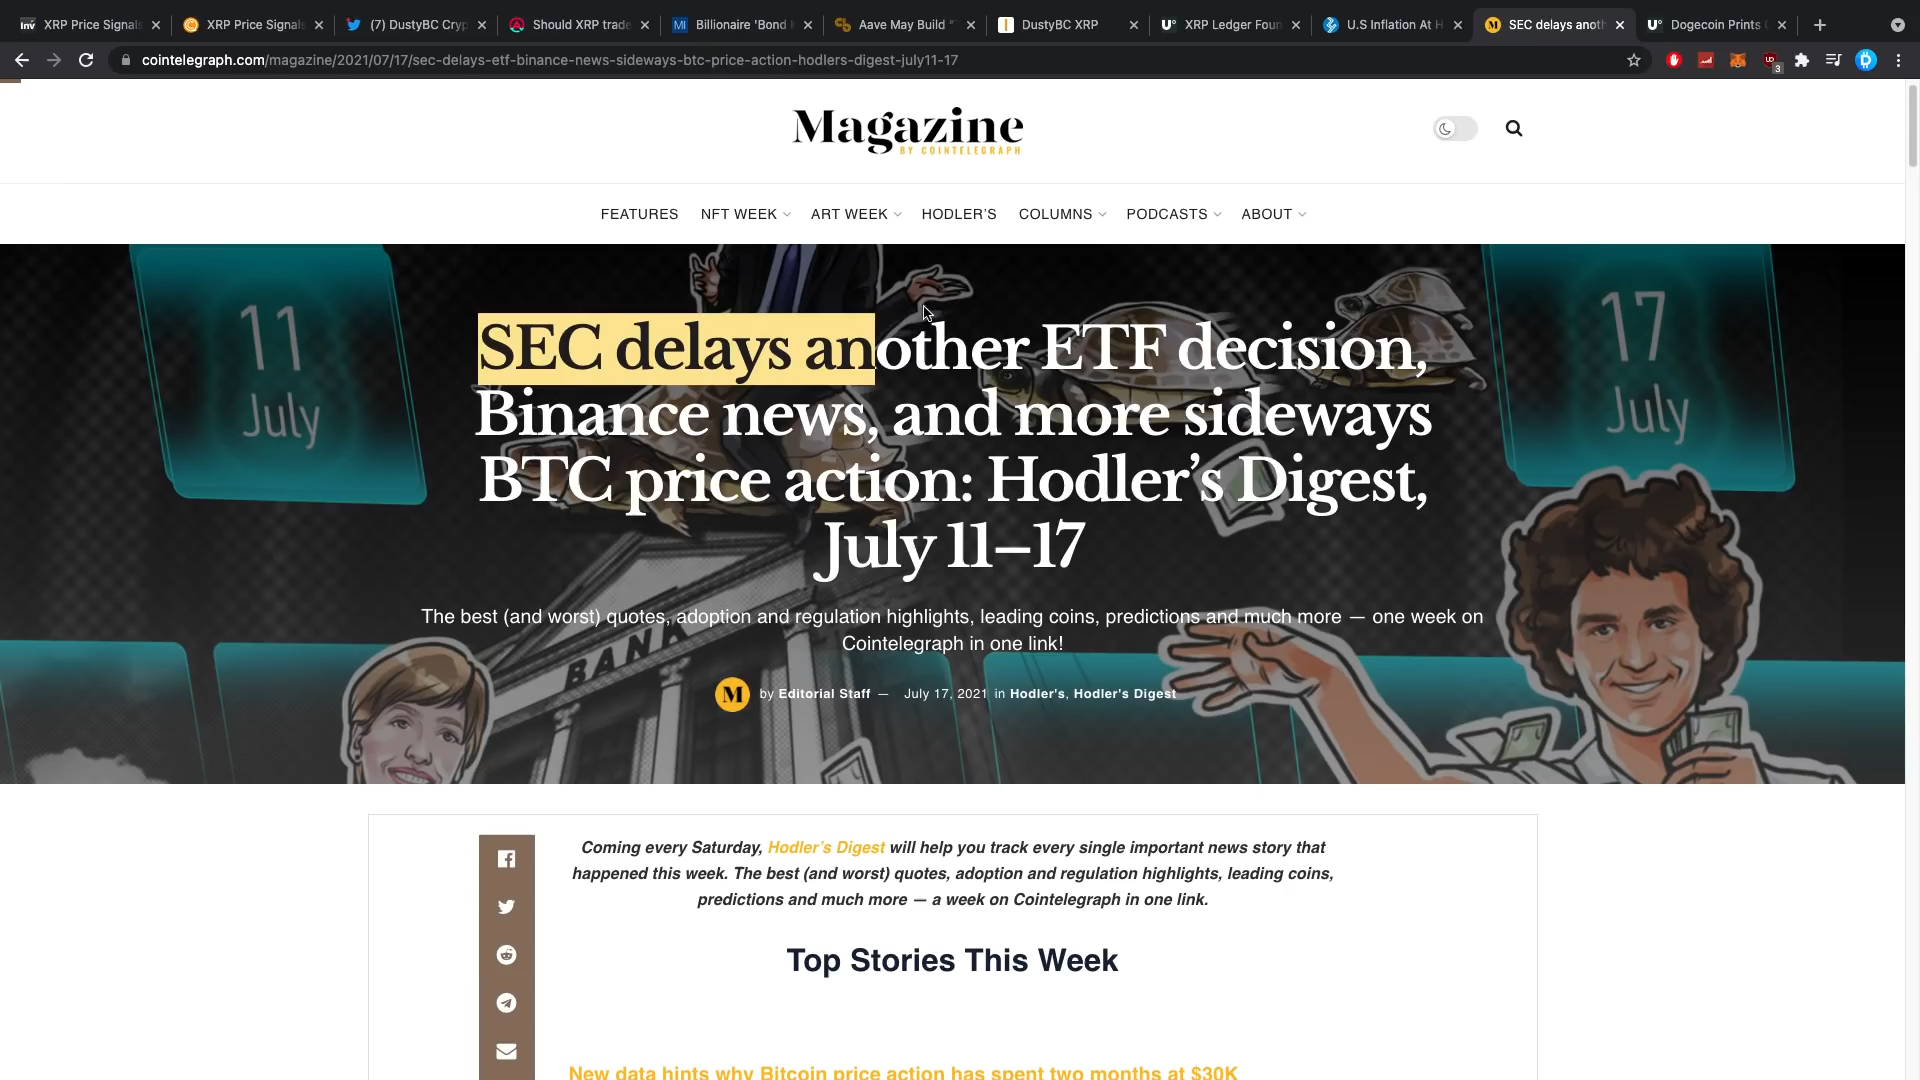 XRP Price Signals
XRP Price Signals
(7) DustyBC Cryp
Should XRP trade
Billionaire 'Bond
Aave May Build "
DustyBC XRP
XRP Ledger Foun
U.S Inflation At H
SEC delays anoth
Dogecoin Prints
cointelegraph.com/magazine/2021/07/17/sec-delays-etf-binance-news-sideways-btc-price-action-hodlers-digest-july11-17
3
Magazine
BY COINTELEGRAPH
FEATURES NFT WEEK ART WEEK HODLER'S COLUMNS PODCASTS ABOUT
11
July
17
July
SEC delays another ETF decision,
Binance news, and more sideways
BTC price action: Hodler's Digest,
July 11–17
The best (and worst) quotes, adoption and regulation highlights, leading coins, predictions and much more — one week on
Cointelegraph in one link!
BANK
M by Editorial Staff — July 17, 2021 in Hodler's, Hodler's Digest
Coming every Saturday, Hodler's Digest will help you track every single important news story that
happened this week. The best (and worst) quotes, adoption and regulation highlights, leading coins,
predictions and much more — a week on Cointelegraph in one link.
Top Stories This Week
New data hints why Bitcoin price action has spent two months at $30K